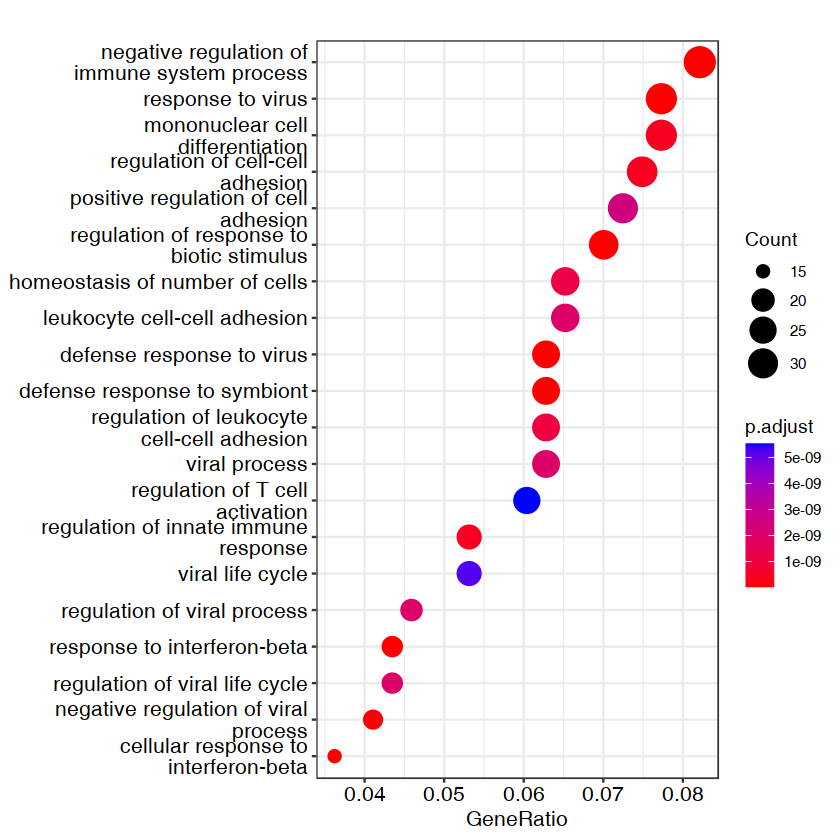 negative regulation of
immune system process
response to virus
mononuclear cell
differentiation
regulation of cell-cell
adhesion
positive regulation of cell
adhesion
regulation of response to
biotic stimulus
homeostasis of number of cells
leukocyte cell-cell adhesion
defense response to virus
defense response to symbiont
regulation of leukocyte
cell-cell adhesion
viral process
regulation of T cell
activation
regulation of innate immune
response
viral life cycle
regulation of viral process
response to interferon-beta
regulation of viral life cycle
negative regulation of viral
process
cellular response to
interferon-beta
0.04 0.05 0.06 0.07 0.08
GeneRatio
Count
15
20
25
30
p.adjust
5e-09
4e-09
3e-09
2e-09
1e-09